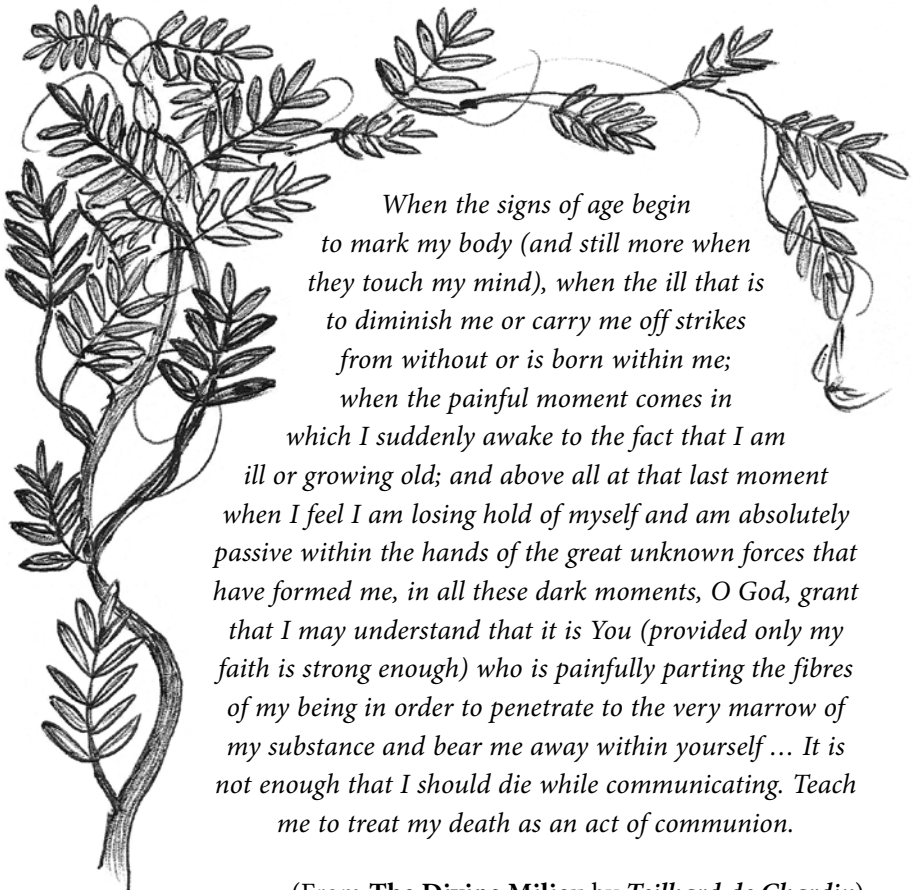 When the signs of age begin
to mark my body (and still more when
they touch my mind), when the ill that is
to diminish me or carry me off strikes
from without or is born within me;
when the painful moment comes in
which I suddenly awake to the fact that I am
ill or growing old; and above all at that last moment
when I feel I am losing hold of myself and am absolutely
passive within the hands of the great unknown forces that
have formed me, in all these dark moments, O God, grant
that I may understand that it is You (provided only my
faith is strong enough) who is painfully parting the fibres
of my being in order to penetrate to the very marrow of
my substance and bear me away within yourself … It is
not enough that I should die while communicating. Teach
me to treat my death as an act of communion.
(From The Divine Milieu by Teilhard de Chardin)